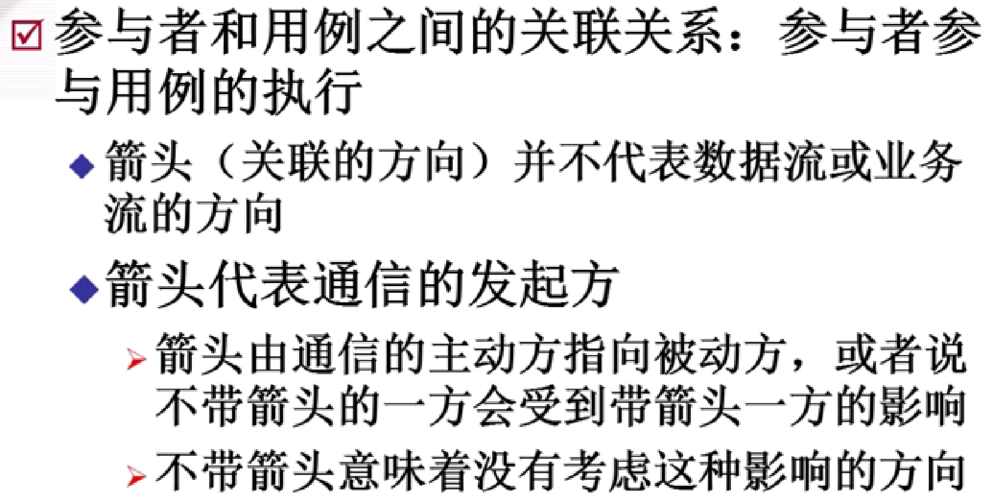 参与者和用例之间的关联关系：参与者参
与用例的执行
箭头（关联的方向）并不代表数据流或业务
流的方向
箭头代表通信的发起方
箭头由通信的主动方指向被动方，或者说
不带箭头的一方会受到带箭头一方的影响
不带箭头意味着没有考虑这种影响的方向